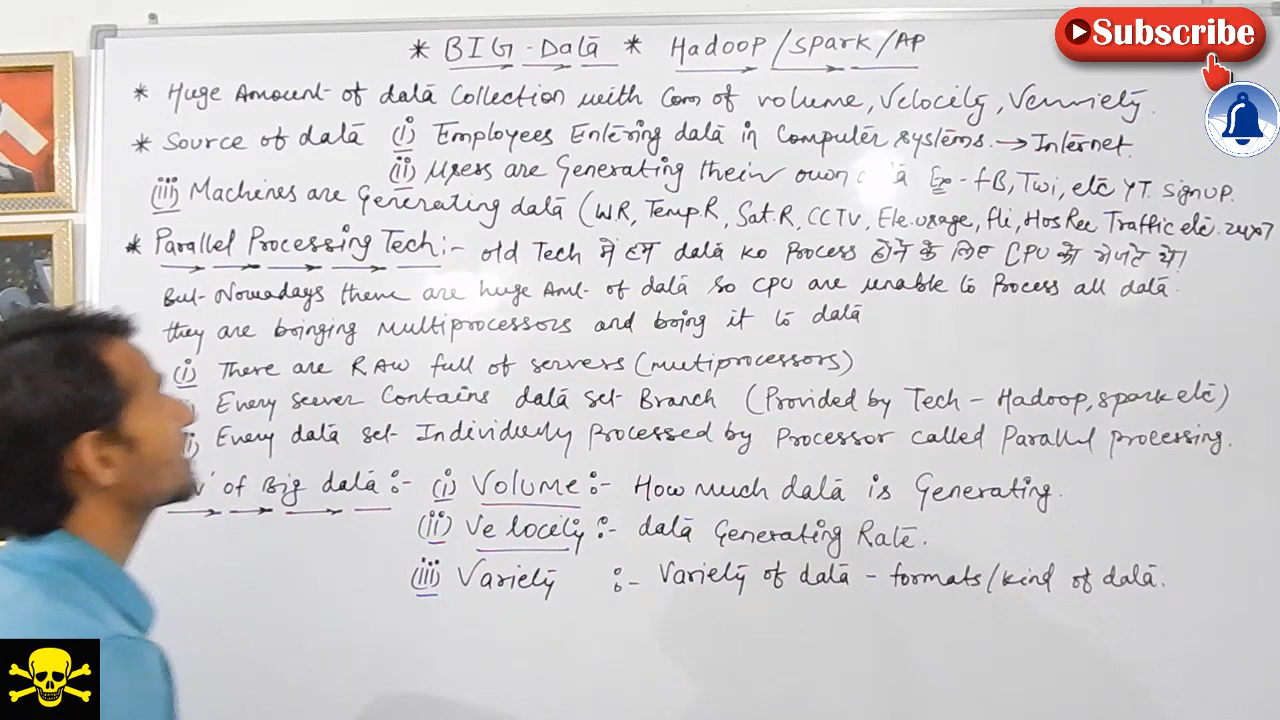 Subscribe
* BIG-Data * Hadoop/Spark/AP
* Huge Amount of data Collection with Com of volume, Velocity, Verriety.
* Source of data (i) Employees Entering data in Computer systems. → Internet.
(ii) Users are Generating their own Ex-fB, Twi, etc YT. SignUP.
(iii) Machines are Generating data (WR, Temp.R, Sat.R, CCTV, Ele.usage, fli, Hos Rec Traffic etc. 24x7
* Parallel Processing Tech:- old Tech में हम data ko Process होने के लिए CPU को भेजते थे।
But Nowadays there are huge Amt of data so CPU are unable to Process all data.
they are bringing multiprocessors and bring it to data
(i) There are RAW full of servers (multiprocessors)
Every server Contains data set Branch (Provided by Tech - Hadoop, spark etc)
Every data set Individuly Processed by Processor called Parallel processing.
of Big data:- (i) VOLUME:- How much data is Generating.
(ii) Velocity:- data Generating Rate.
(iii) Variety :- Variety of data - formats/kind of data.